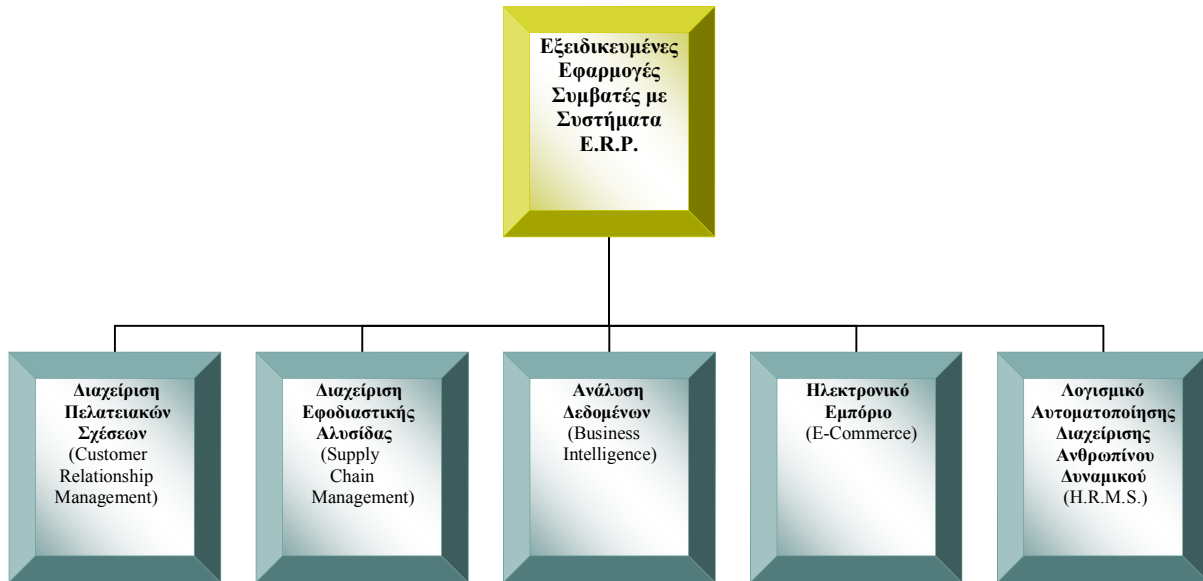 Εξειδικευμένες
Εφαρμογές
Συμβατές με
Συστήματα
E.R.P.
Διαχείριση
Πελατειακών
Σχέσεων
(Customer
Relationship
Management)
Διαχείριση
Εφοδιαστικής
Αλυσίδας
(Supply
Chain
Management)
Ανάλυση
Δεδομένων
(Business
Intelligence)
Ηλεκτρονικό
Εμπόριο
(E-Commerce)
Λογισμικό
Αυτοματοποίησης
Διαχείρισης
Ανθρωπίνου
Δυναμικού
(H.R.M.S.)